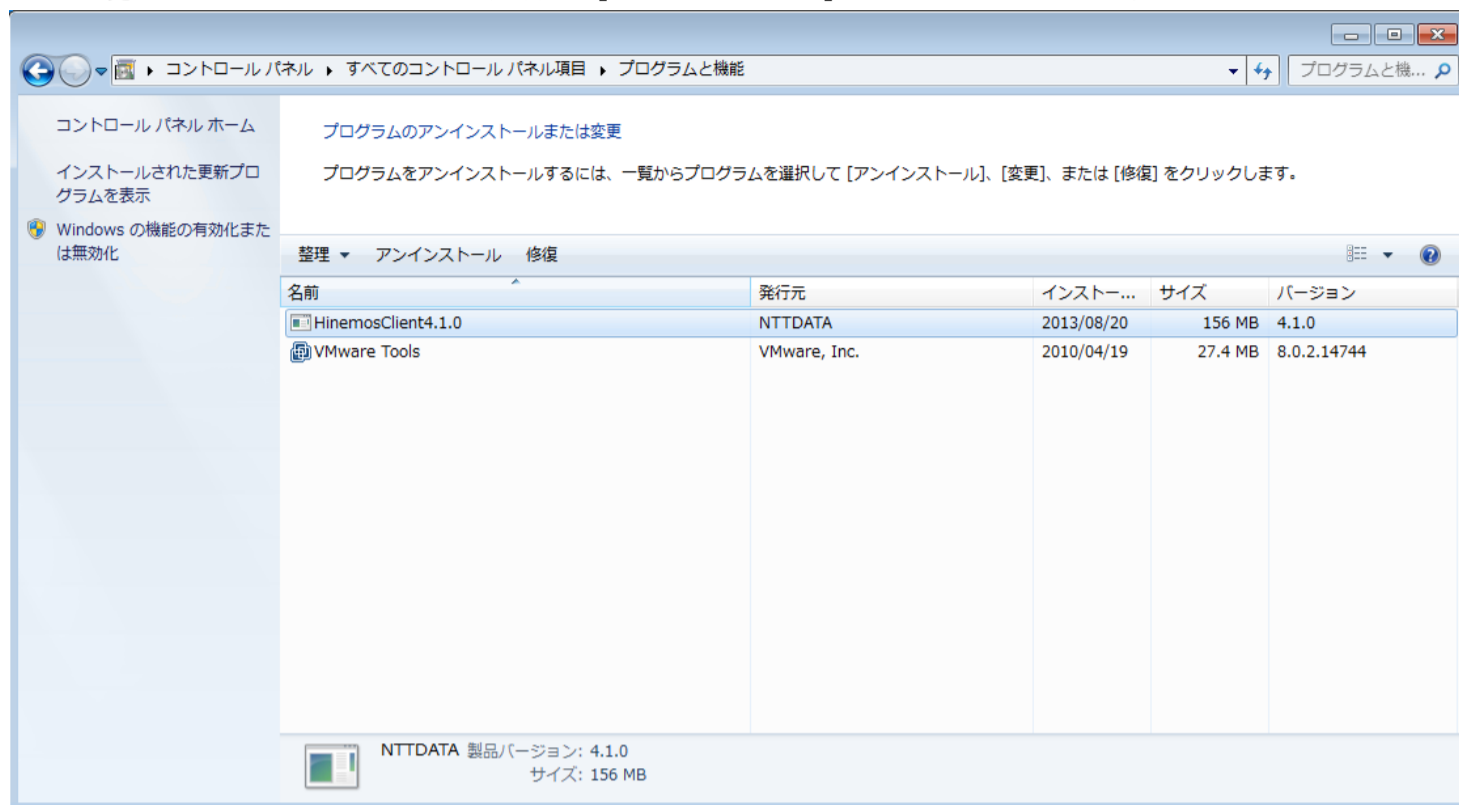 コントロール パネル ▸ すべてのコントロール パネル項目 ▸ プログラムと機能
プログラムと機...
コントロール パネル ホーム
インストールされた更新プロ
グラムを表示
Windows の機能の有効化また
は無効化
プログラムのアンインストールまたは変更
プログラムをアンインストールするには、一覧からプログラムを選択して [アンインストール]、[変更]、または [修復] をクリックします。
整理 アンインストール 修復
名前 発行元 インストー... サイズ バージョン
HinemosClient4.1.0 NTTDATA 2013/08/20 156 MB 4.1.0
VMware Tools VMware, Inc. 2010/04/19 27.4 MB 8.0.2.14744
NTTDATA 製品バージョン: 4.1.0
サイズ: 156 MB